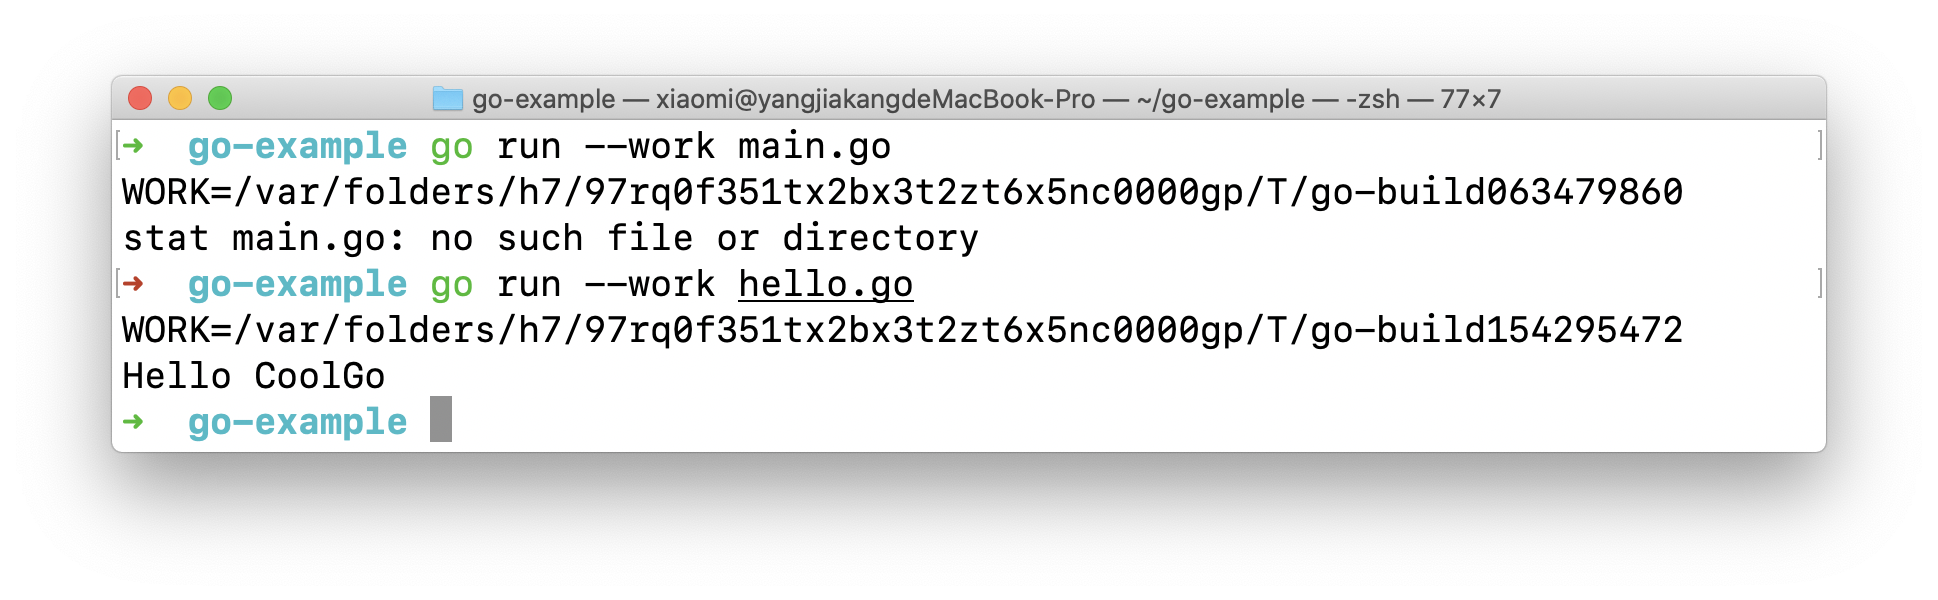 go-example — xiaomi@yangjiakangdeMacBook-Pro — ~/go-example — -zsh — 77×7
➜  go-example go run --work main.go
WORK=/var/folders/h7/97rq0f351tx2bx3t2zt6x5nc0000gp/T/go-build063479860
stat main.go: no such file or directory
➜  go-example go run --work hello.go
WORK=/var/folders/h7/97rq0f351tx2bx3t2zt6x5nc0000gp/T/go-build154295472
Hello CoolGo
➜  go-example